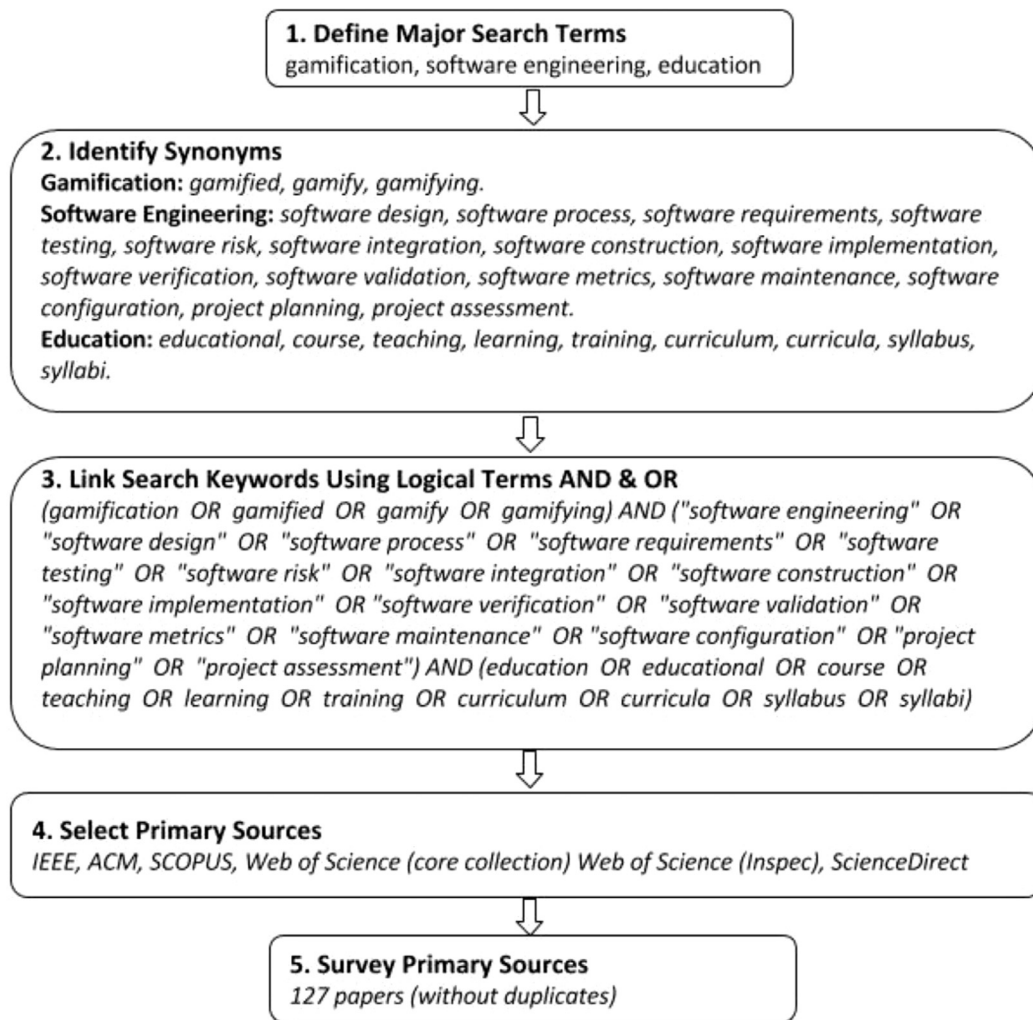 1. Define Major Search Terms
gamification, software engineering, education
2. Identify Synonyms
Gamification: gamified, gamify, gamifying.
Software Engineering: software design, software process, software requirements, software
testing, software risk, software integration, software construction, software implementation,
software verification, software validation, software metrics, software maintenance, software
configuration, project planning, project assessment.
Education: educational, course, teaching, learning, training, curriculum, curricula, syllabus,
syllabi.
3. Link Search Keywords Using Logical Terms AND & OR
(gamification OR gamified OR gamify OR gamifying) AND ("software engineering" OR
"software design" OR "software process" OR "software requirements" OR "software
testing" OR "software risk" OR "software integration" OR "software construction" OR
"software implementation" OR "software verification" OR "software validation" OR
"software metrics" OR "software maintenance" OR "software configuration" OR "project
planning" OR "project assessment") AND (education OR educational OR course OR
teaching OR learning OR training OR curriculum OR curricula OR syllabus OR syllabi)
4. Select Primary Sources
IEEE, ACM, SCOPUS, Web of Science (core collection) Web of Science (Inspec), ScienceDirect
5. Survey Primary Sources
127 papers (without duplicates)